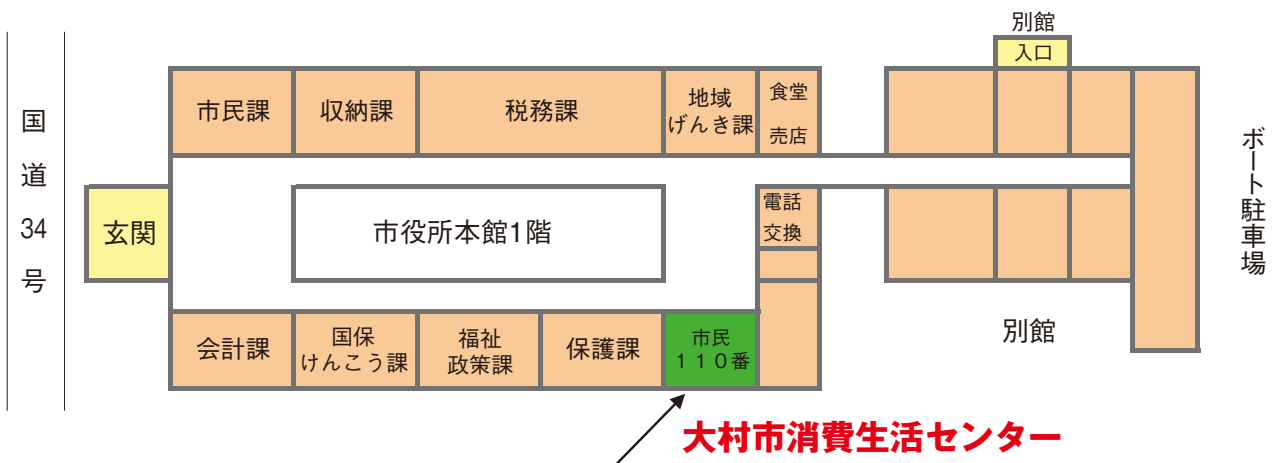 国道34号
別館
入口
市民課
収納課
税務課
地域
げんき課
食堂
売店
玄関
市役所本館1階
電話
交換
ボート駐車場
会計課
国保
けんこう課
福祉
政策課
保護課
市民
１１０番
別館
大村市消費生活センター